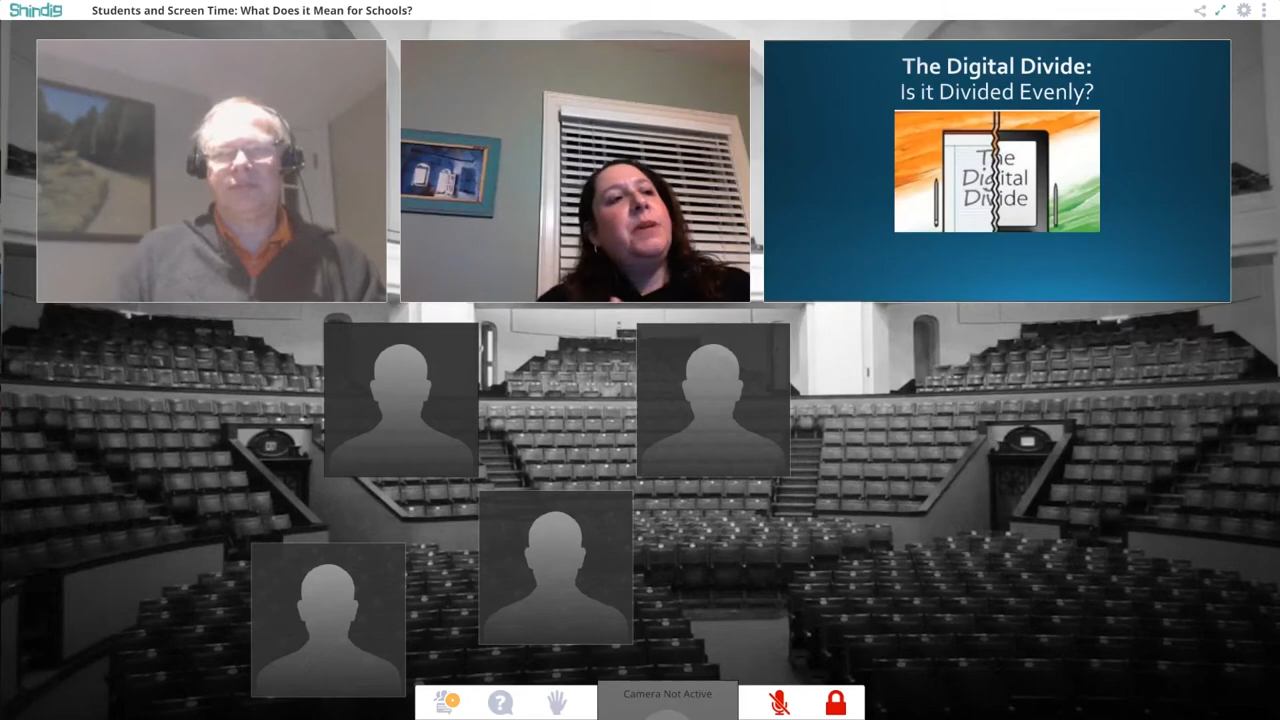 Shindig
Students and Screen Time: What Does it Mean for Schools?
The Digital Divide:
Is it Divided Evenly?
The
Digital
Divide
Camera Not Active